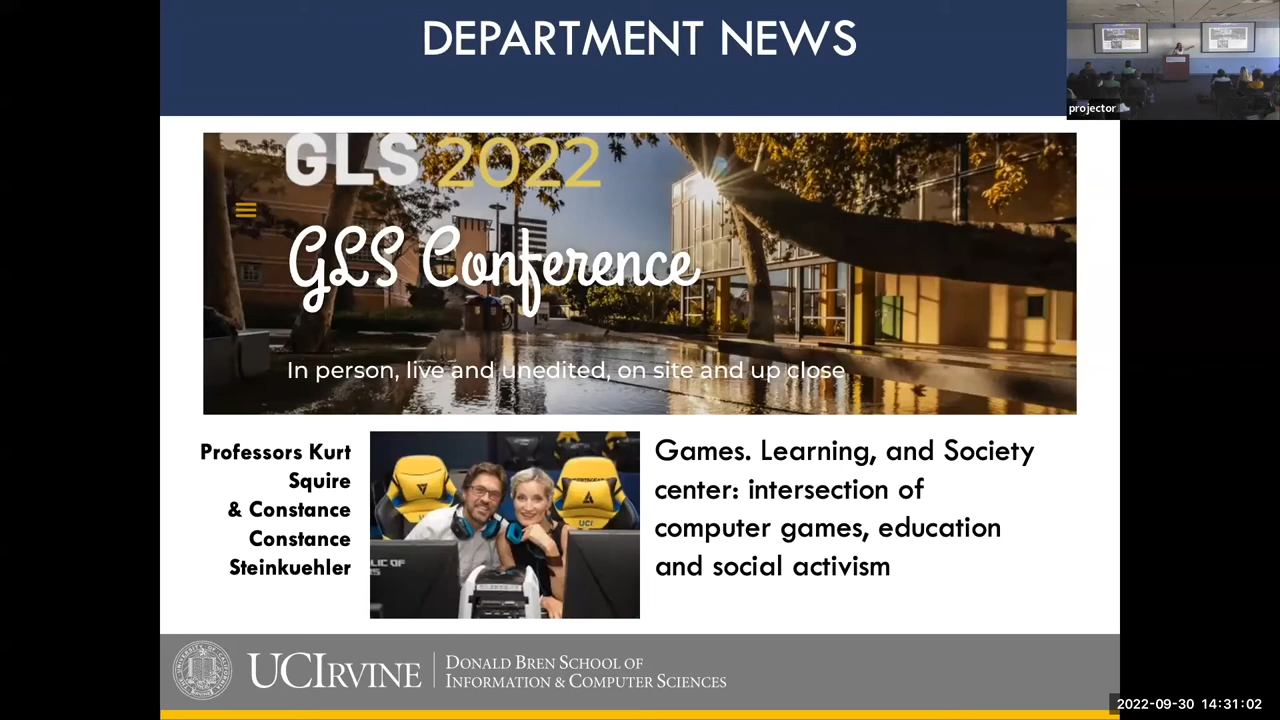 DEPARTMENT NEWS
projector
GLS 2022
GLS Conference
In person, live and unedited, on site and up close
Professors Kurt
Squire
& Constance
Constance
Steinkuehler
UCI
Games. Learning, and Society
center: intersection of
computer games, education
and social activism
UCIRVINE
DONALD BREN SCHOOL OF
INFORMATION & COMPUTER SCIENCES
2022-09-30 14:31:02